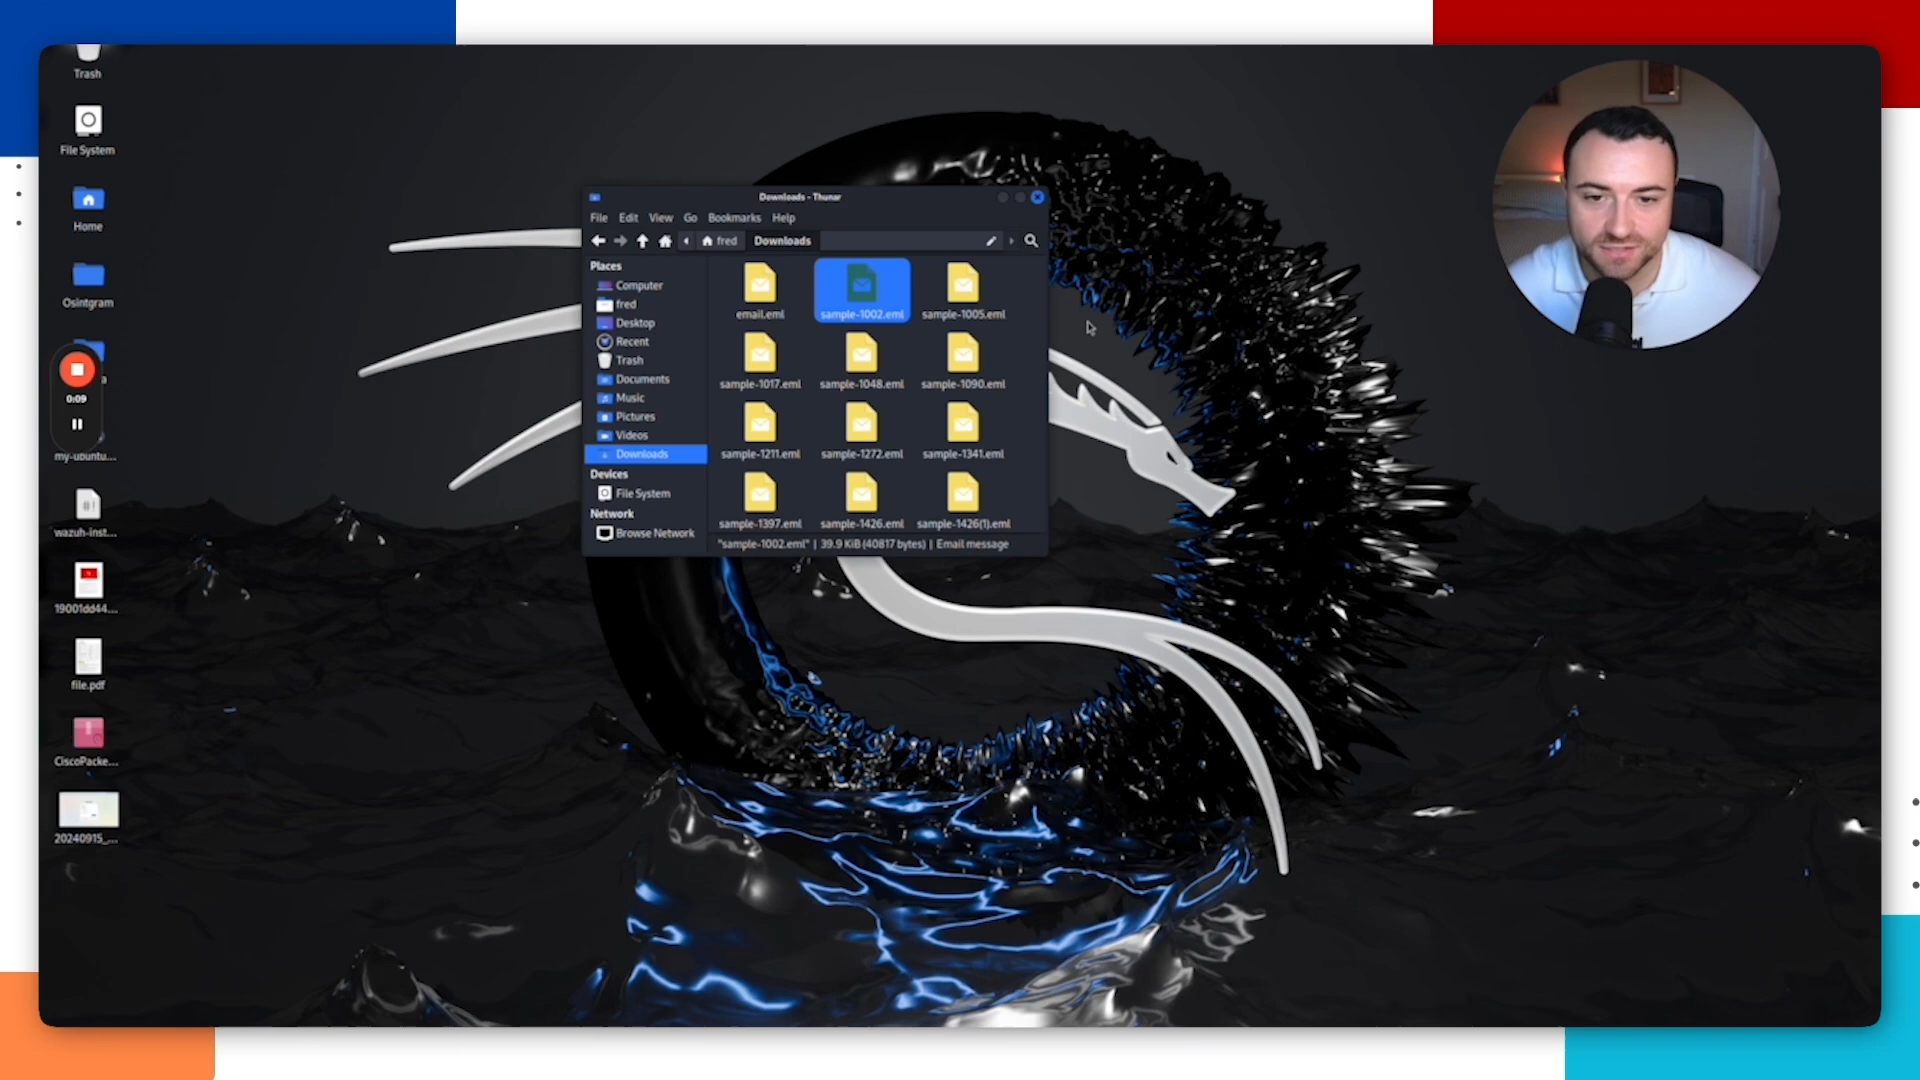 Trash
File System
Home
Osintgram
0:09
my-ubuntu...
wazuh-inst...
19001dd44...
file.pdf
CiscoPacke...
20240915_...
Downloads - Thunar
File Edit View Go Bookmarks Help
fred Downloads
Places
Computer
fred
Desktop
Recent
Trash
Documents
Music
Pictures
Videos
Downloads
Devices
File System
Network
Browse Network
email.eml sample-1002.eml sample-1005.eml
sample-1017.eml sample-1048.eml sample-1090.eml
sample-1211.eml sample-1272.eml sample-1341.eml
sample-1397.eml sample-1426.eml sample-1426(1).eml
"sample-1002.eml" | 39.9 KiB (40817 bytes) | Email message